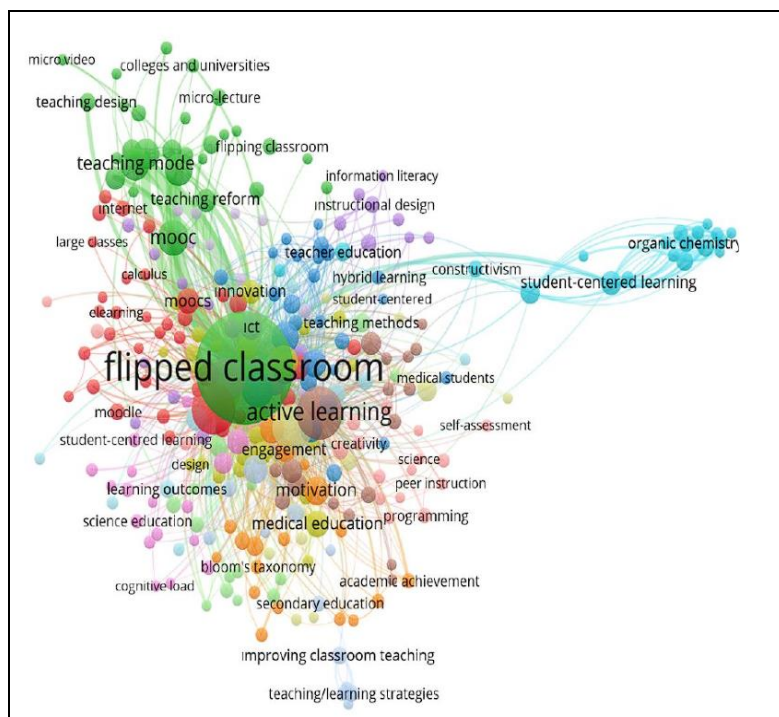 micro video
colleges and universities
teaching design
micro-lecture
flipping classroom
teaching mode
information literacy
teaching reform
instructional design
internet
mooc
large classes
teacher education
organic chemistry
calculus
hybrid learning
constructivism
student-centered learning
innovation
moocs
student-centered
elearning
ict
teaching methods
flipped classroom
medical students
moodle
active learning
self-assessment
student-centred learning
engagement
creativity
design
science
learning outcomes
motivation
peer instruction
science education
medical education
programming
bloom's taxonomy
cognitive load
academic achievement
secondary education
improving classroom teaching
teaching/learning strategies